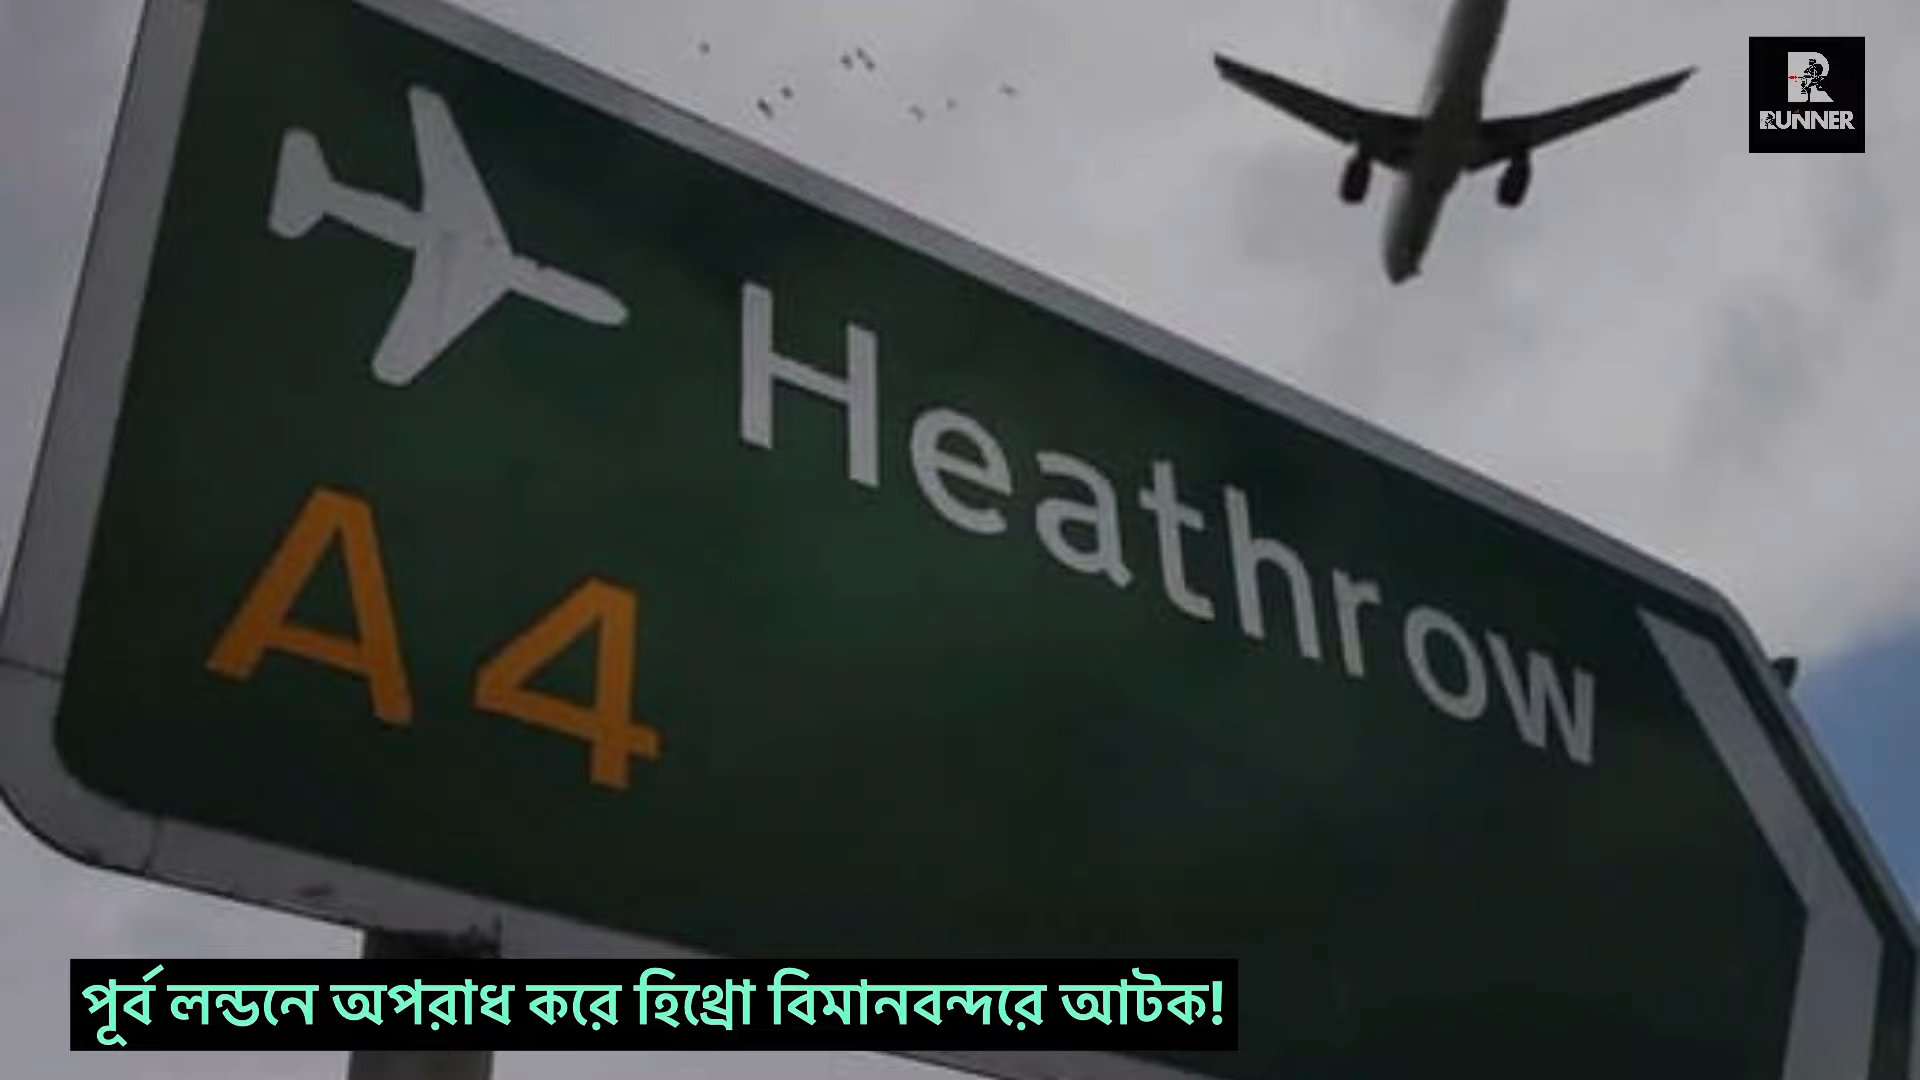 R
RUNNER
Heathrow
A4
পূর্ব লন্ডনে অপরাধ করে হিথ্রো বিমানবন্দরে আটক!